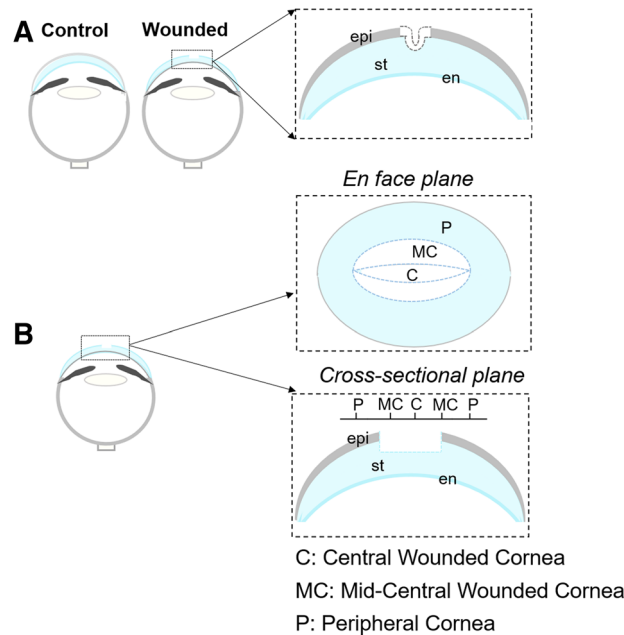 A
Control Wounded
epi
st
en
En face plane
P
MC
C
B
Cross-sectional plane
P MC C MC P
epi
st
en
C: Central Wounded Cornea
MC: Mid-Central Wounded Cornea
P: Peripheral Cornea